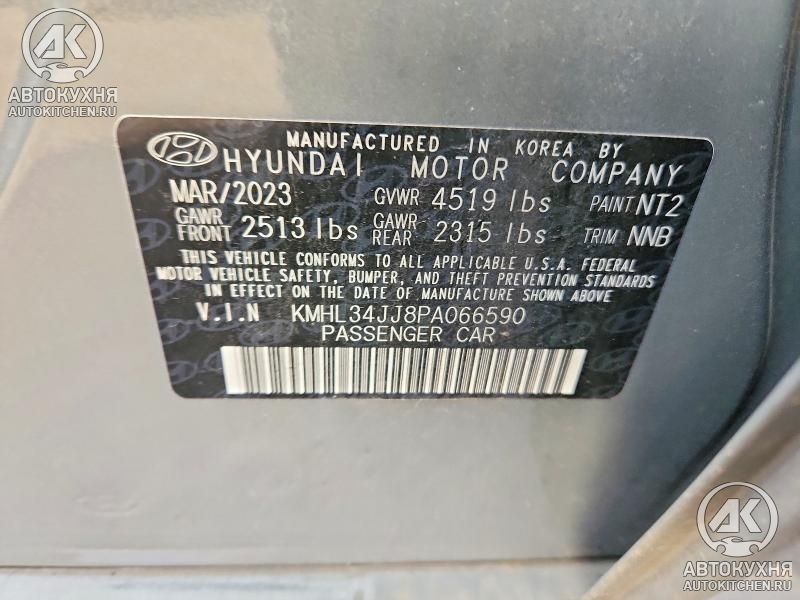 АК
АВТОКУХНЯ
AUTOKITCHEN.RU
MANUFACTURED IN KOREA BY
HYUNDAI MOTOR COMPANY
MAR/2023 GVWR 4519 lbs PAINT NT2
GAWR FRONT 2513 lbs GAWR REAR 2315 lbs TRIM NNB
THIS VEHICLE CONFORMS TO ALL APPLICABLE U.S.A. FEDERAL
MOTOR VEHICLE SAFETY, BUMPER, AND THEFT PREVENTION STANDARDS
IN EFFECT ON THE DATE OF MANUFACTURE SHOWN ABOVE
V.I.N KMHL34JJ8PA066590
PASSENGER CAR
АК
АВТОКУХНЯ
AUTOKITCHEN.RU